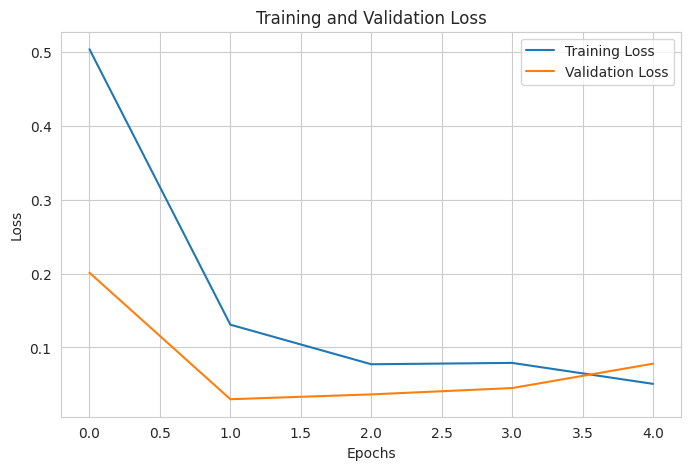 Training and Validation Loss
Training Loss
Validation Loss
0.5
0.4
0.3
0.2
0.1
Loss
0.0 0.5 1.0 1.5 2.0 2.5 3.0 3.5 4.0
Epochs